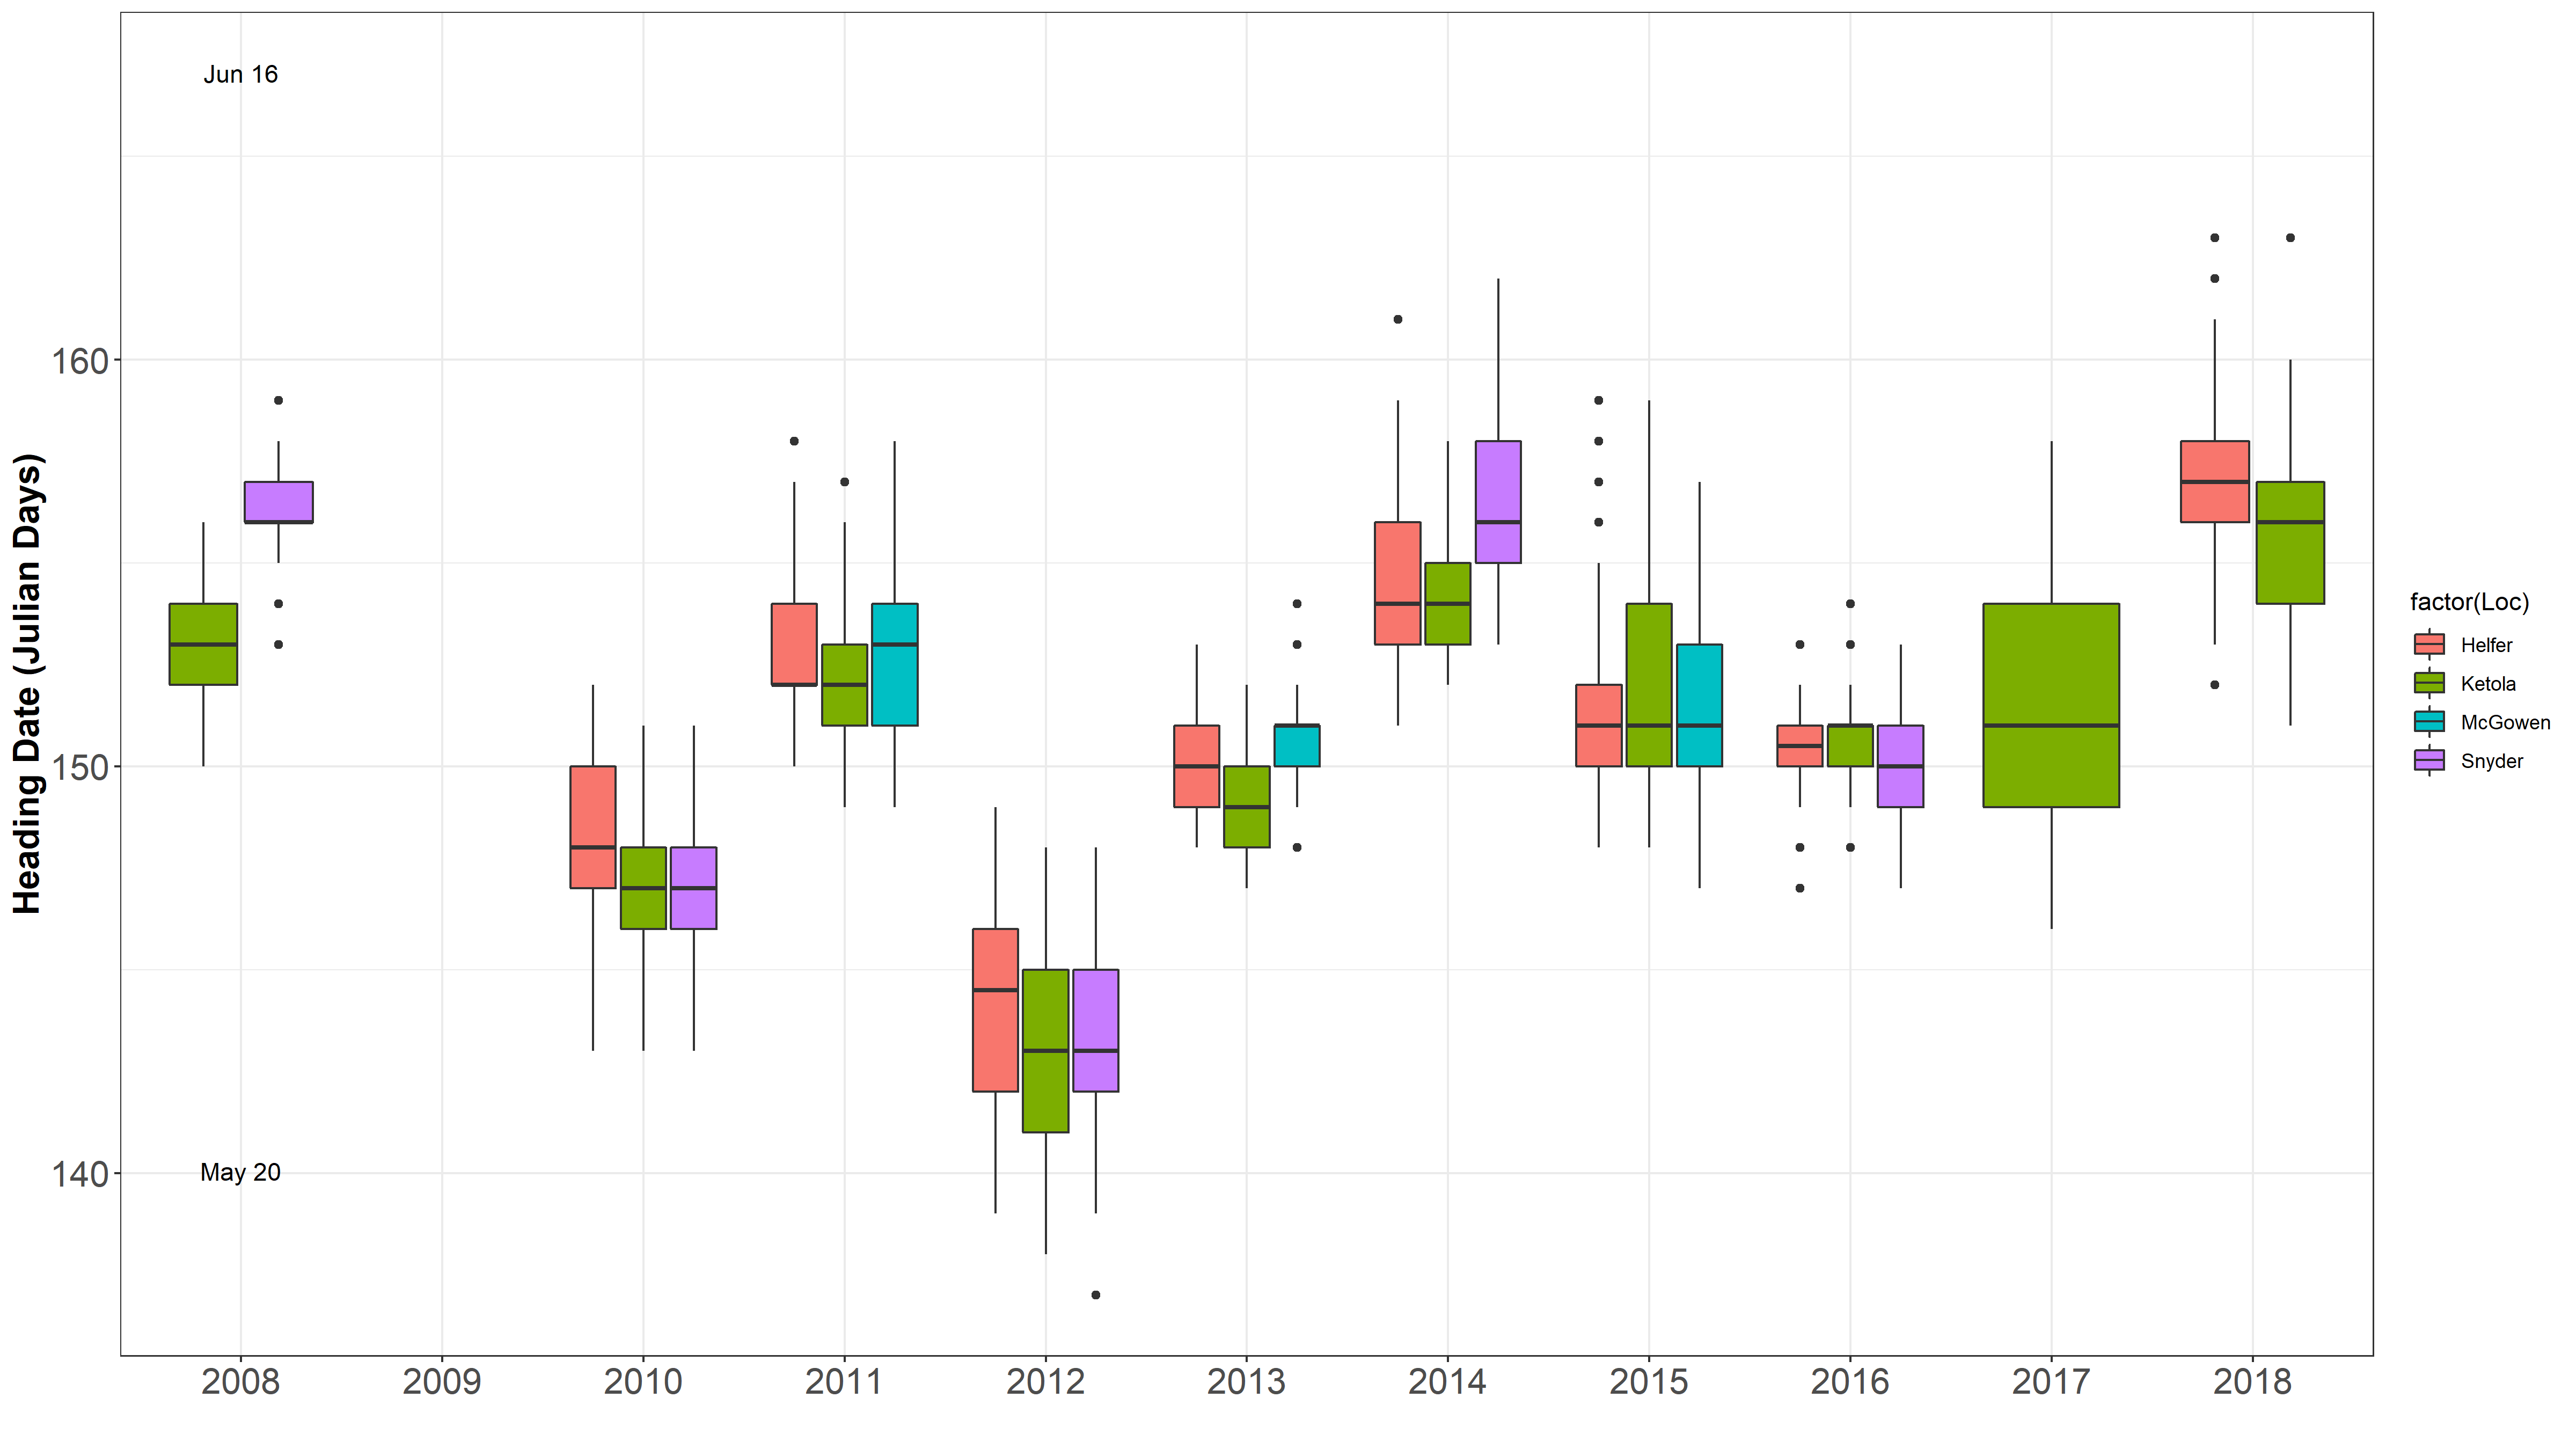 Jun 16
160
150
140
May 20
Heading Date (Julian Days)
2008 2009 2010 2011 2012 2013 2014 2015 2016 2017 2018
factor(Loc)
Helfer
Ketola
McGowen
Snyder